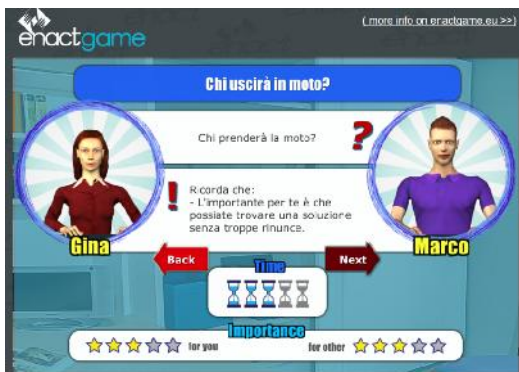 enactgame
( more info on enactgame.eu >>)
Chi uscirà in moto?
Chi prenderà la moto?
?
!
Ricorda che:
- L'importante per te è che
possiate trovare una soluzione
senza troppe rinunce.
Gina
Marco
Back
Next
Time
Importance
for you
for other